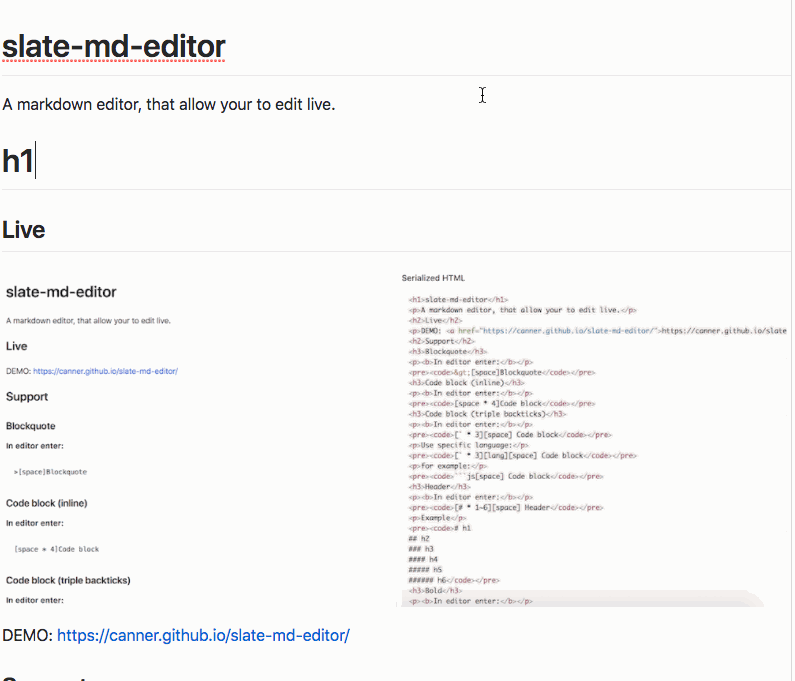 slate-md-editor
A markdown editor, that allow your to edit live.
h1
Live
slate-md-editor
A markdown editor, that allow your to edit live.
Live
DEMO: https://canner.github.io/slate-md-editor/
Support
Blockquote
In editor enter:
>[space]Blockquote
Code block (inline)
In editor enter:
[space * 4]Code block
Code block (triple backticks)
In editor enter:
Serialized HTML
<h1>slate-md-editor</h1>
<p>A markdown editor, that allow your to edit live.</p>
<h2>Live</h2>
<p>DEMO: <a href="https://canner.github.io/slate-md-editor/">https://canner.github.io/slate
<h2>Support</h2>
<h3>Blockquote</h3>
<p><b>In editor enter:</b></p>
<pre><code>&gt;[space]Blockquote</code></pre>
<h3>Code block (inline)</h3>
<p><b>In editor enter:</b></p>
<pre><code>[space * 4]Code block</code></pre>
<h3>Code block (triple backticks)</h3>
<p><b>In editor enter:</b></p>
<pre><code>[` * 3][space] Code block</code></pre>
<p>Use specific language:</p>
<pre><code>[` * 3][lang][space] Code block</code></pre>
<p>for example:</p>
<pre><code>```js[space] Code block</code></pre>
<h3>Header</h3>
<p><b>In editor enter:</b></p>
<pre><code>[# * 1~6][space] Header</code></pre>
<p>Example</p>
<pre><code># h1
## h2
### h3
#### h4
##### h5
###### h6</code></pre>
<h3>Bold</h3>
<p><b>In editor enter:</b></p>
DEMO: https://canner.github.io/slate-md-editor/